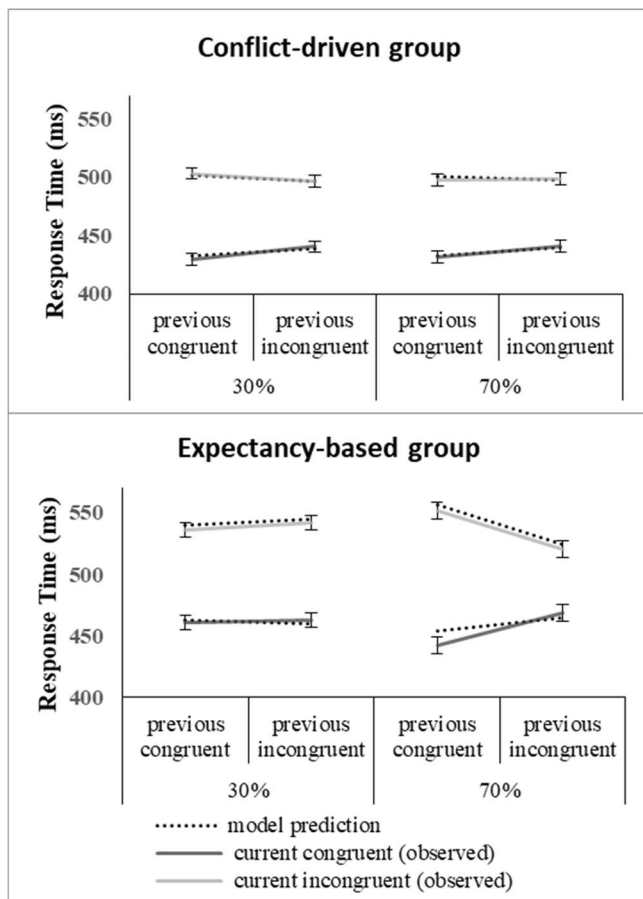 Conflict-driven group
Response Time (ms)
550
500
450
400
previous congruent
previous incongruent
previous congruent
previous incongruent
30%
70%
Expectancy-based group
Response Time (ms)
550
500
450
400
previous congruent
previous incongruent
previous congruent
previous incongruent
30%
70%
model prediction
current congruent (observed)
current incongruent (observed)